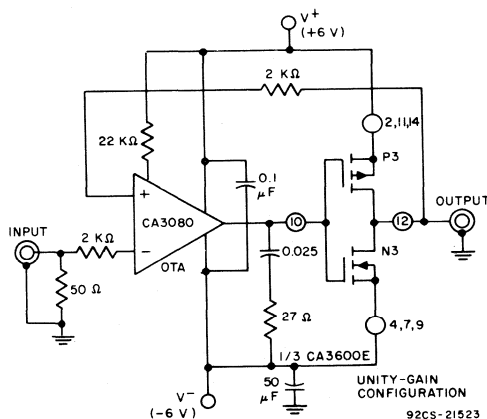 V+
(+6 V)
2 KΩ
22 KΩ
2,11,14
P3
0.1
μF
+
CA3080
10
12
OUTPUT
INPUT
2 KΩ
−
OTA
0.025
N3
50 Ω
27 Ω
4,7,9
1/3 CA3600E
V−
(-6 V)
50
μF
UNITY-GAIN
CONFIGURATION
92CS-21523